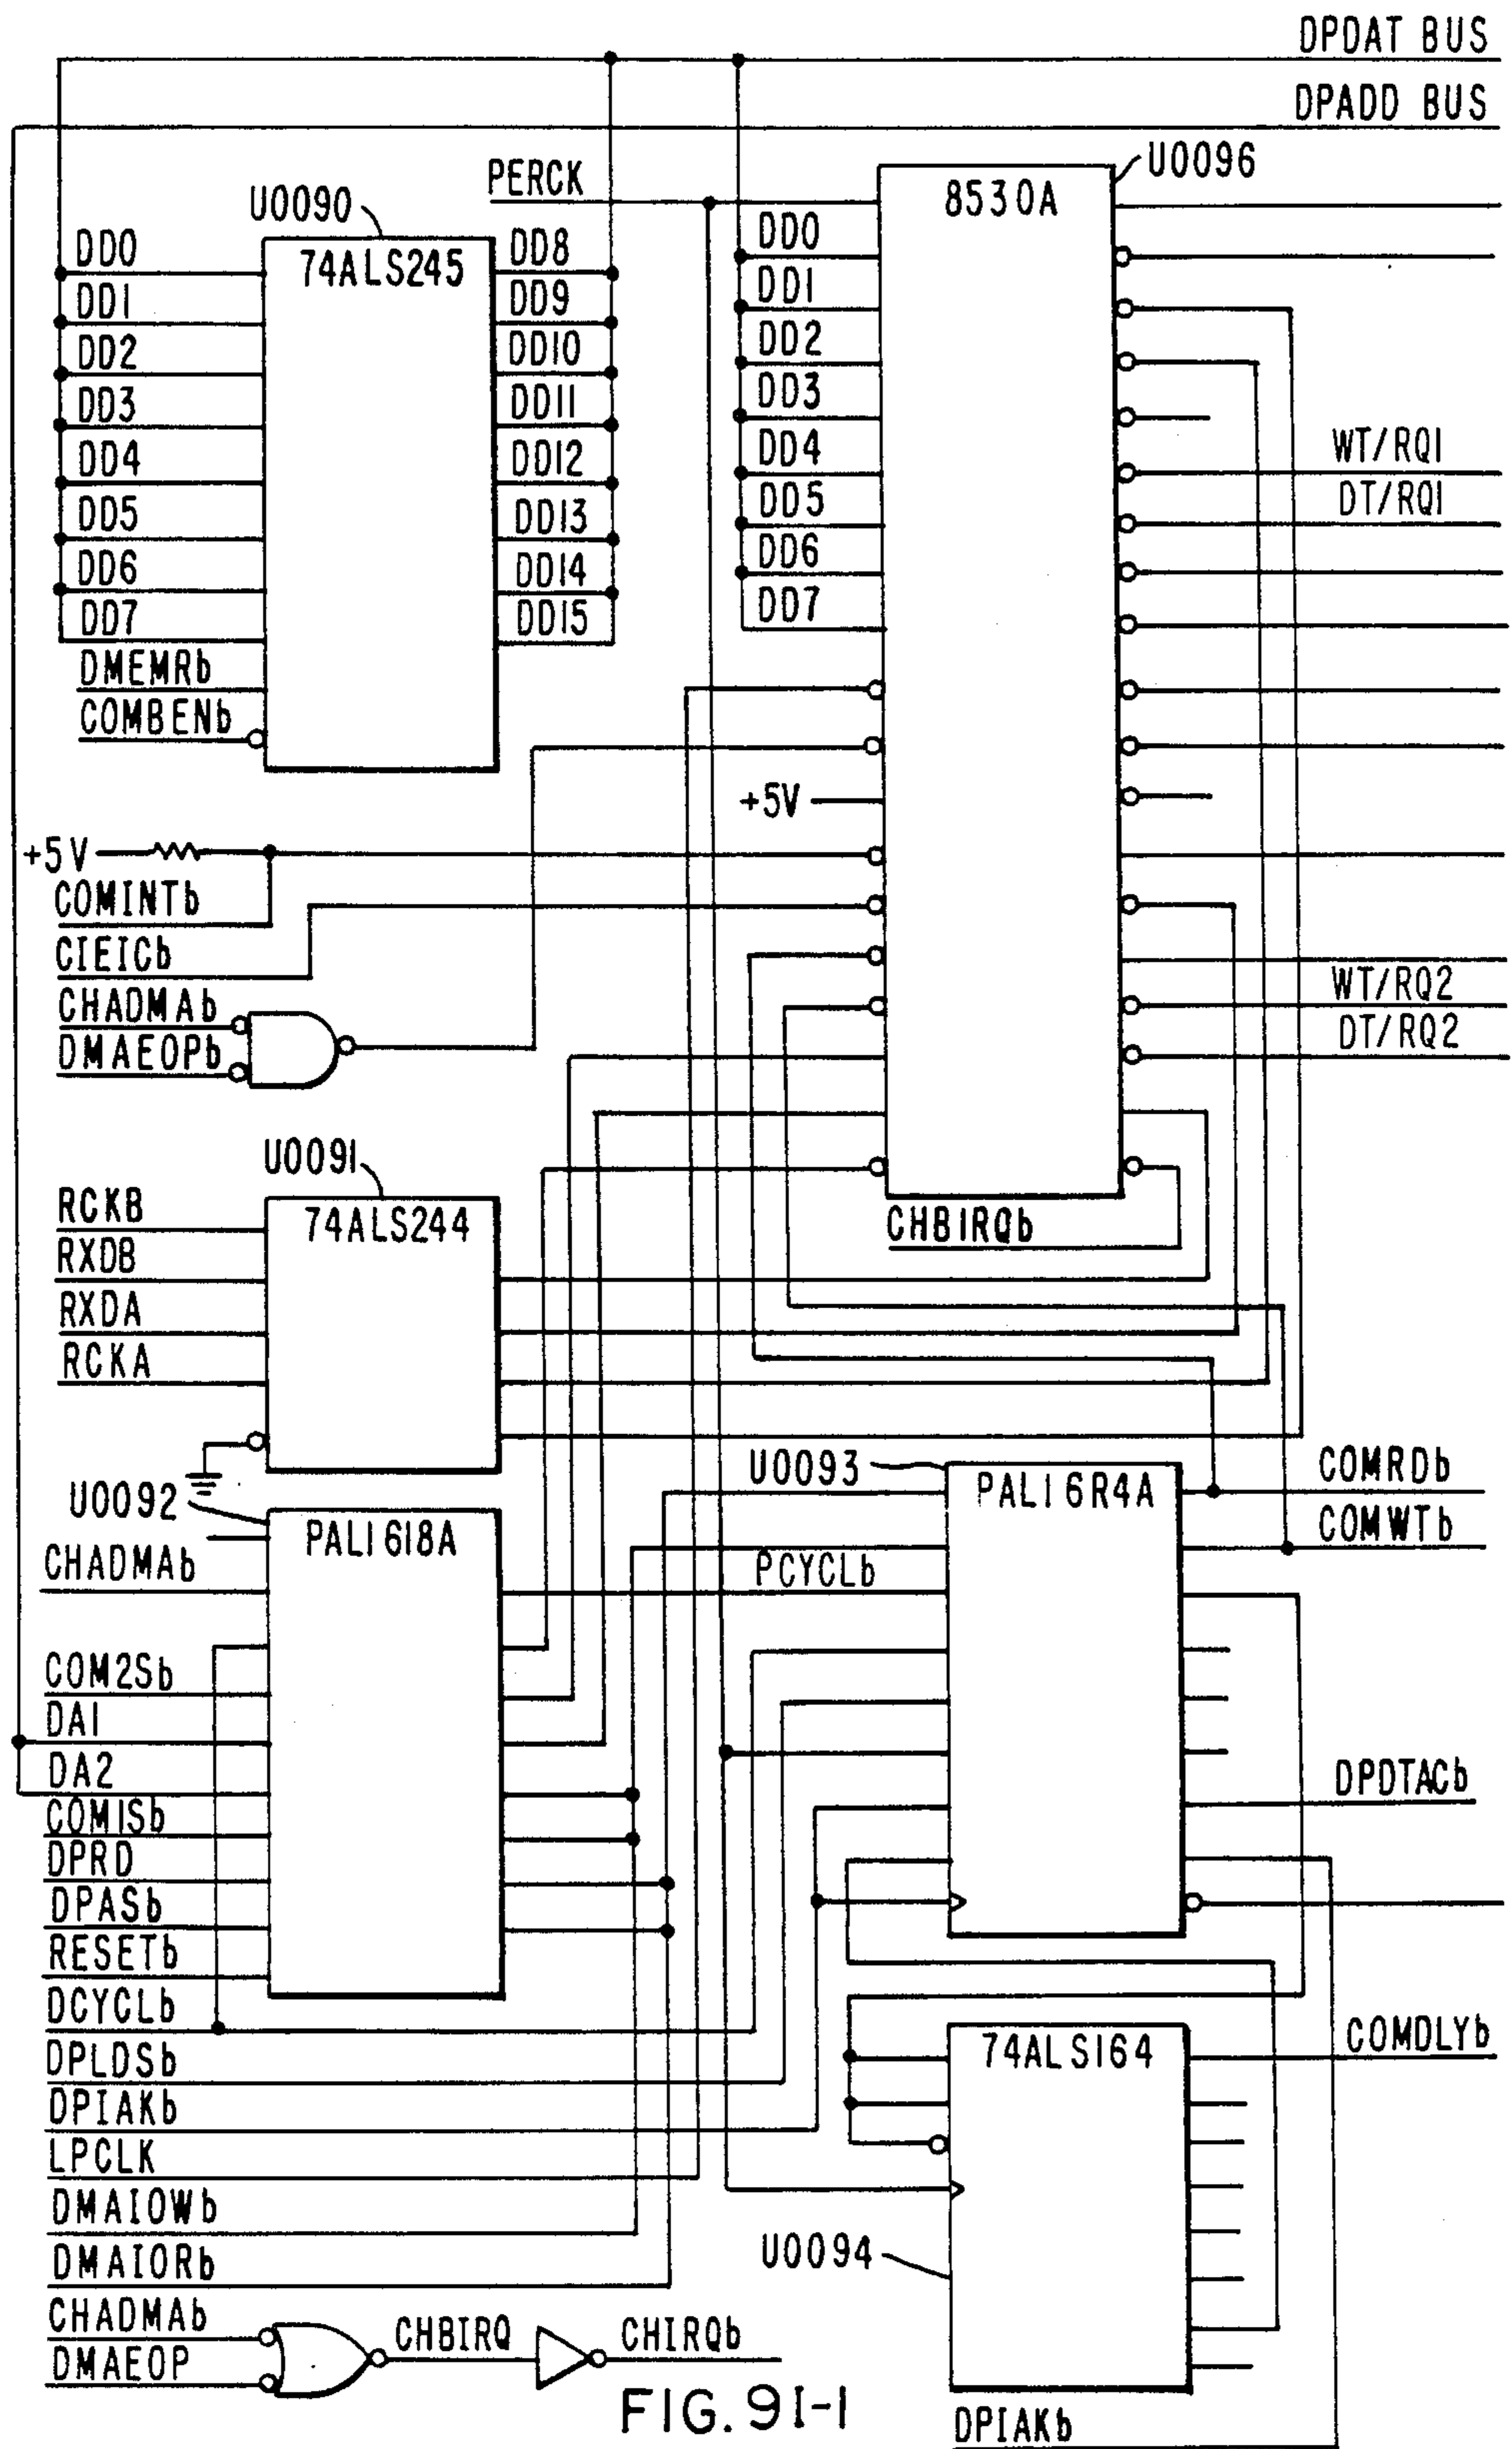 DPDAT BUS
DPADD BUS
U0090
74ALS245
DD0
DD1
DD2
DD3
DD4
DD5
DD6
DD7
DMEMRb
COMBENb
DD8
DD9
DD10
DD11
DD12
DD13
DD14
DD15
PERCK
U0096
8530A
DD0
DD1
DD2
DD3
DD4
DD5
DD6
DD7
+5V
WT/RQ1
DT/RQ1
WT/RQ2
DT/RQ2
+5V
COMINTb
CIEICb
CHADMAb
DMAEOPb
CHBIRQb
U0091
74ALS244
RCKB
RXDB
RXDA
RCKA
U0092
PAL1618A
CHADMAb
COM2Sb
DA1
DA2
COM1Sb
DPRD
DPASb
RESETb
DCYCLb
DPLDSb
DPIAKb
LPCLK
DMAIOWb
DMAIORb
PCYCLb
U0093
PAL16R4A
COMRDb
COMWTb
DPDTACb
74ALS164
COMDLYb
U0094
DPIAKb
CHADMAb
DMAEOP
CHBIRQ
CHIRQb
FIG. 9I-1